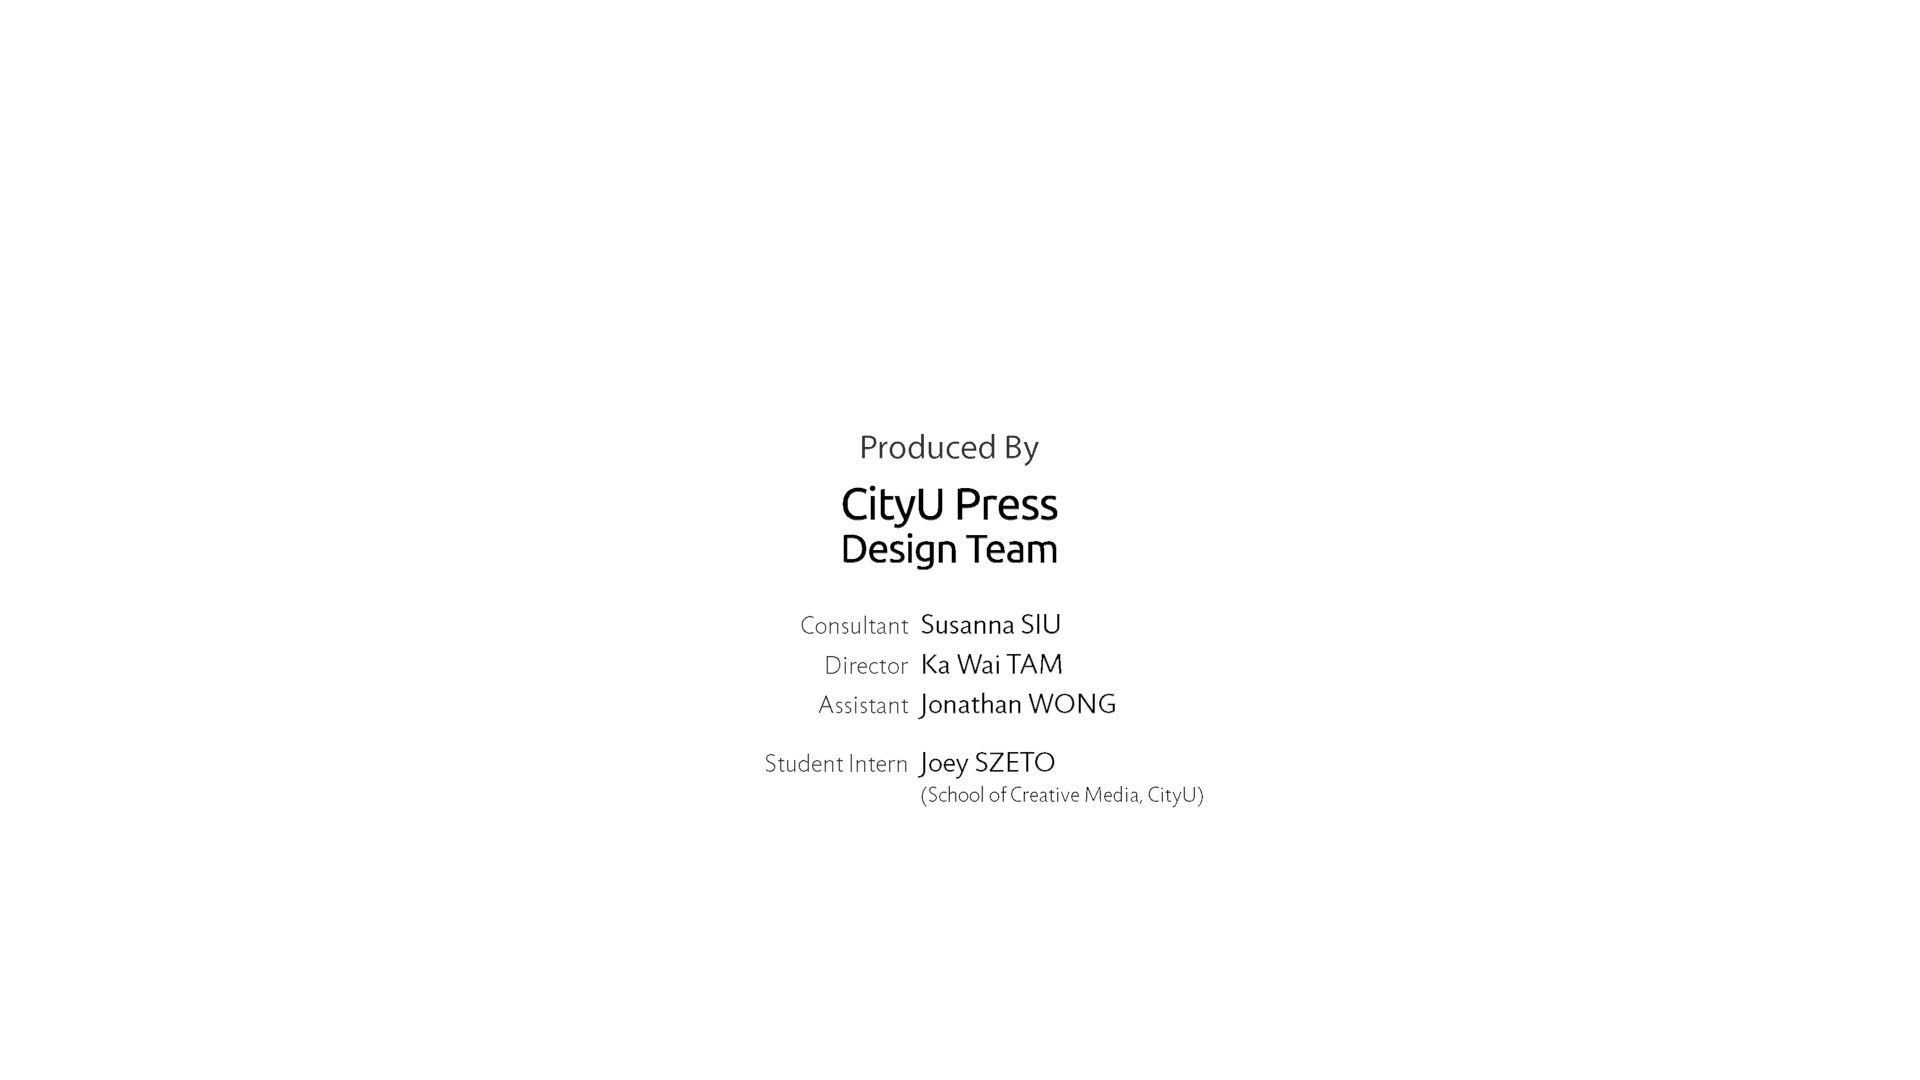 Produced By
CityU Press
Design Team
Consultant Susanna SIU
Director Ka Wai TAM
Assistant Jonathan WONG
Student Intern Joey SZETO
(School of Creative Media, CityU)